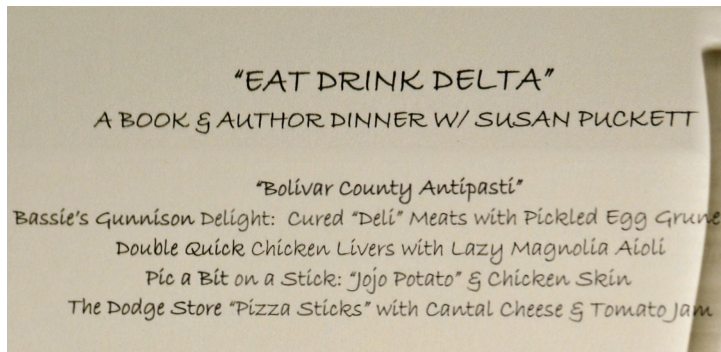 “EAT DRINK DELTA”
A BOOK & AUTHOR DINNER W/ SUSAN PUCKETT
“Bolivar County Antipasti”
Bassie’s Gunnison Delight: Cured “Deli” Meats with Pickled Egg
Double Quick Chicken Livers with Lazy Magnolia Aioli
Pic a Bit on a Stick: “Jojo Potato” & Chicken Skin
The Dodge Store “Pizza Sticks” with Cantal Cheese & Tomato Jam